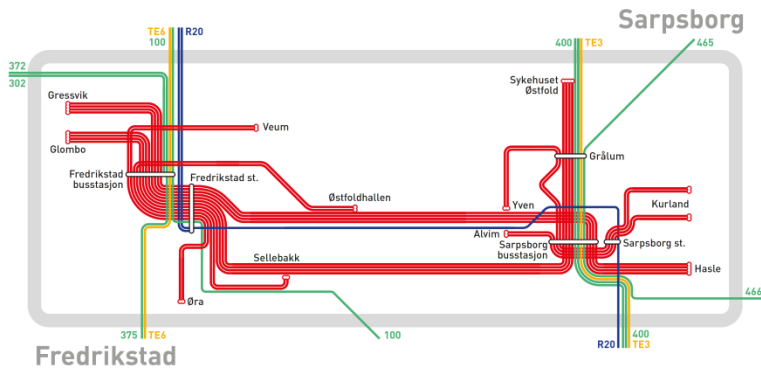 Sarpsborg
TE6
R20
100
400
TE3
465
372
302
Gressvik
Sykehuset
Østfold
Veum
Glombo
Grålum
Fredrikstad
busstasjon
Fredrikstad st.
Østfoldhallen
Yven
Kurland
Alvim
Sarpsborg
busstasjon
Sarpsborg st.
Sellebakk
Hasle
Øra
466
375
TE6
100
400
R20
TE3
Fredrikstad